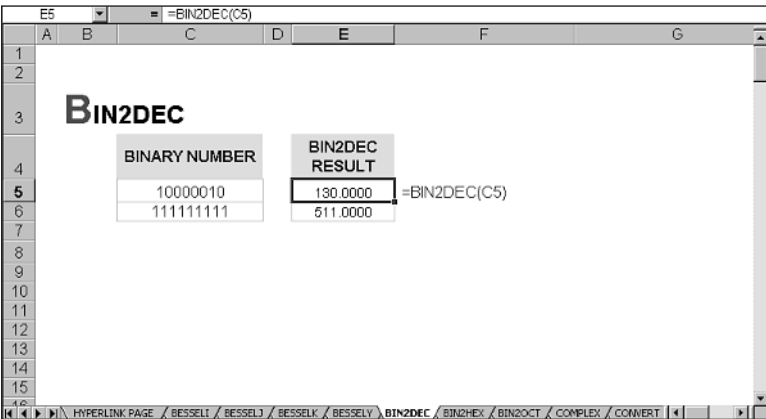 E5 = =BIN2DEC(C5)
A B C D E F G
1
2
3 BIN2DEC
4 BINARY NUMBER BIN2DEC RESULT
5 10000010 130.0000 =BIN2DEC(C5)
6 111111111 511.0000
7
8
9
10
11
12
13
14
15
16
HYPERLINK PAGE / BESSELI / BESSELJ / BESSELK / BESSELY \ BIN2DEC / BIN2HEX / BIN2OCT / COMPLEX / CONVERT